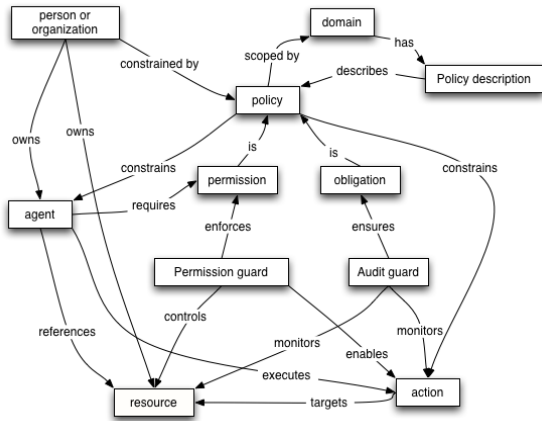 person or
organization
domain
has
constrained by
scoped by
describes
Policy description
policy
owns
owns
is
is
constrains
constrains
permission
obligation
requires
agent
enforces
ensures
Permission guard
Audit guard
controls
references
monitors
monitors
enables
executes
resource
targets
action